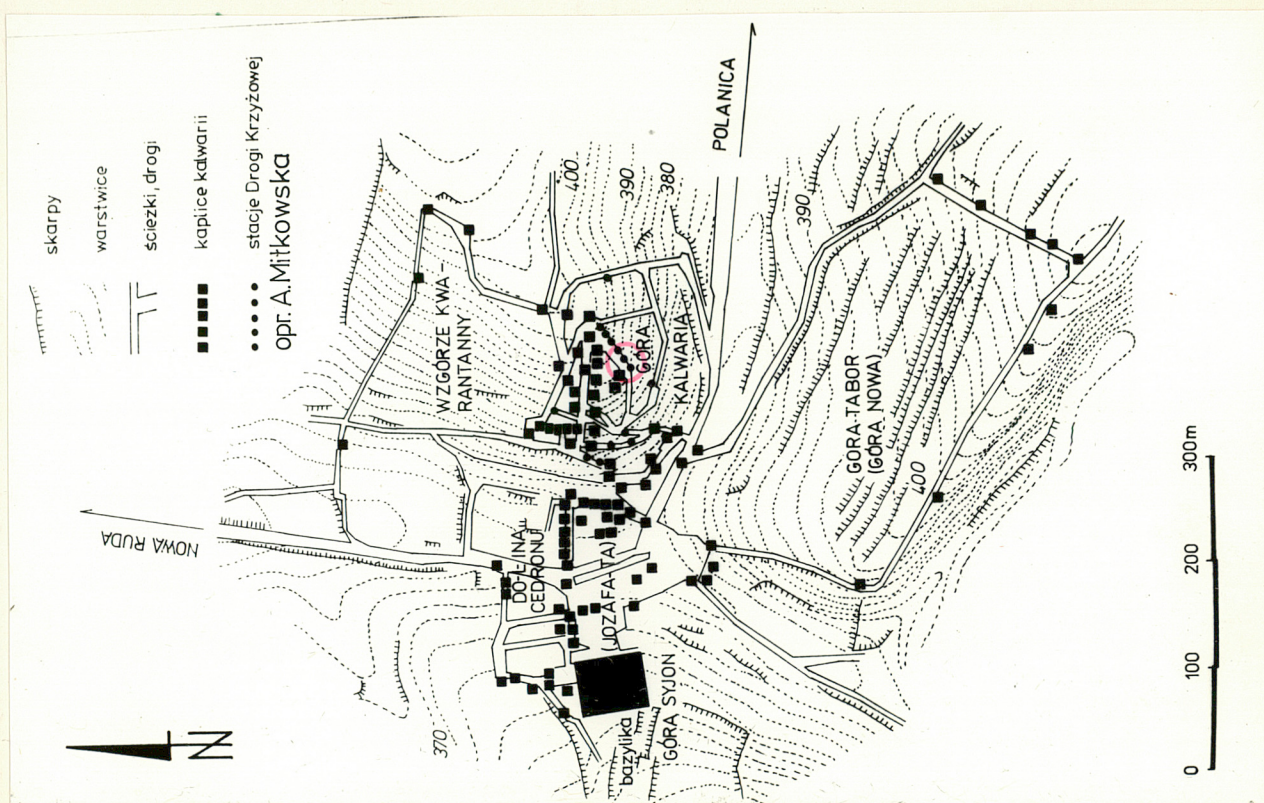 skarpy
warstwice
ścieżki, drogi
kaplice kalwarii
stacje Drogi Krzyżowej
opr. A.Mitkowska
NOWA RUDA
POLANICA
WZGÓRZE KWA-
RANTANNY
400
390
380
GÓRA
KALWARIA
390
GÓRA-TABOR
(GÓRA NOWA)
400
DO-LINA
CEDRONU
(JOZAFA-TA)
bazylika
GÓRA SYJON
370
N
0
100
200
300m